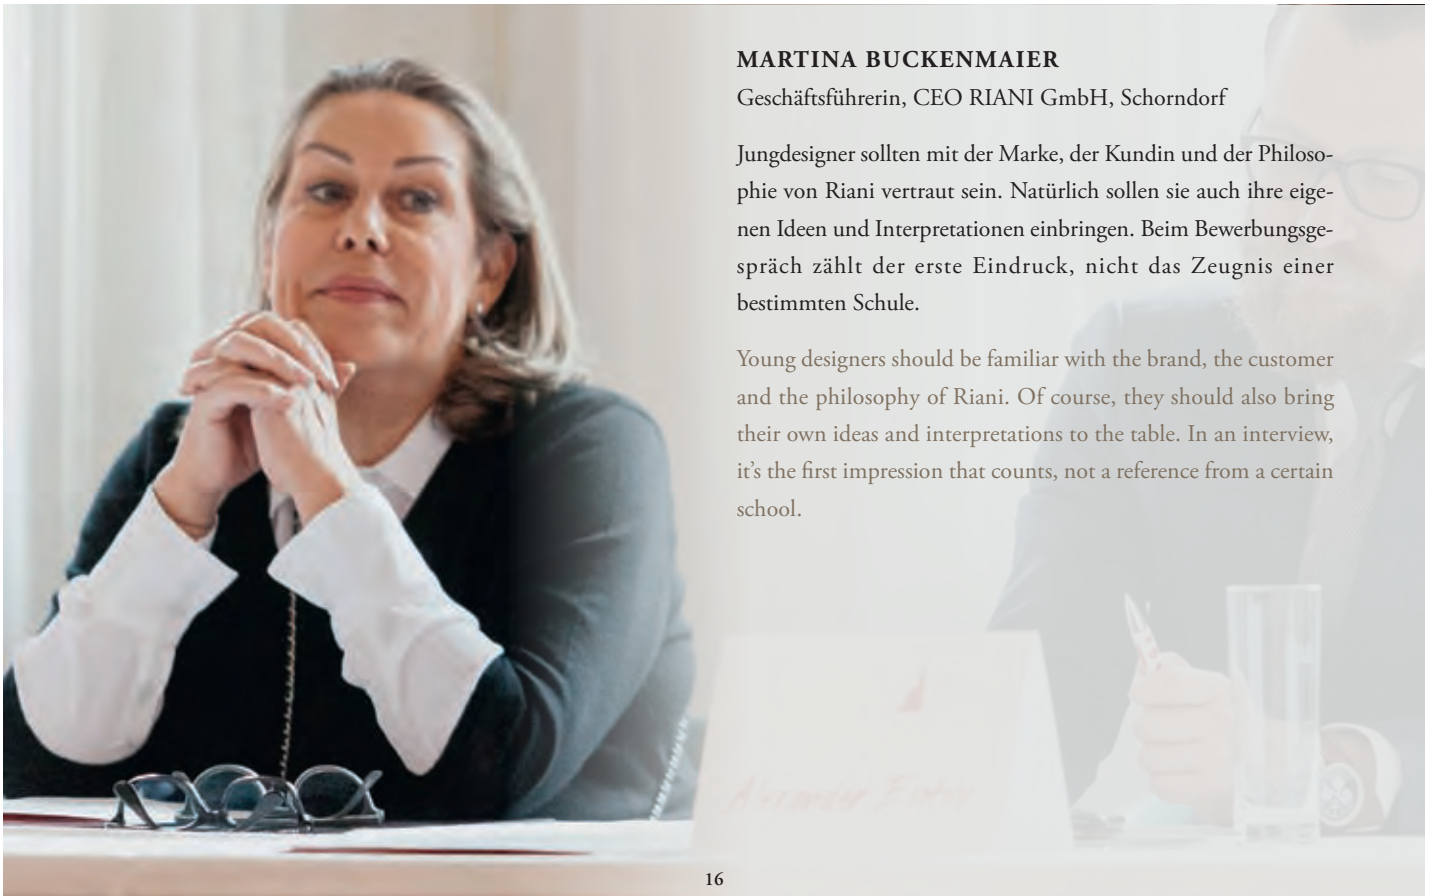 MARTINA BUCKENMAIER
Geschäftsführerin, CEO RIANI GmbH, Schorndorf
Jungdesigner sollten mit der Marke, der Kundin und der Philoso-
phie von Riani vertraut sein. Natürlich sollen sie auch ihre eige-
nen Ideen und Interpretationen einbringen. Beim Bewerbungsge-
spräch zählt der erste Eindruck, nicht das Zeugnis einer
bestimmten Schule.
Young designers should be familiar with the brand, the customer
and the philosophy of Riani. Of course, they should also bring
their own ideas and interpretations to the table. In an interview,
it’s the first impression that counts, not a reference from a certain
school.
Alexander
16